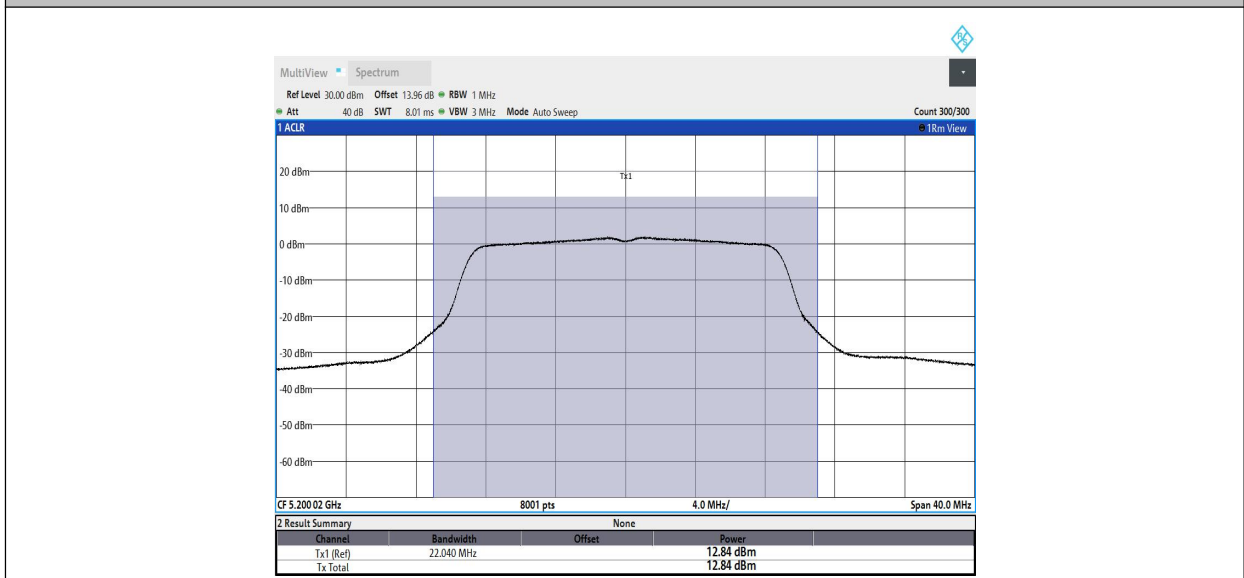 R S
MultiView Spectrum
Ref Level 30.00 dBm Offset 13.96 dB RBW 1 MHz
Att 40 dB SWT 8.01 ms VBW 3 MHz Mode Auto Sweep Count 300/300
1 ACLR 1Rm View
Tx1
20 dBm
10 dBm
0 dBm
-10 dBm
-20 dBm
-30 dBm
-40 dBm
-50 dBm
-60 dBm
CF 5.200 02 GHz 8001 pts 4.0 MHz/ Span 40.0 MHz
2 Result Summary None
Channel Bandwidth Offset Power
Tx1 (Ref) 22.040 MHz 12.84 dBm
Tx Total 12.84 dBm